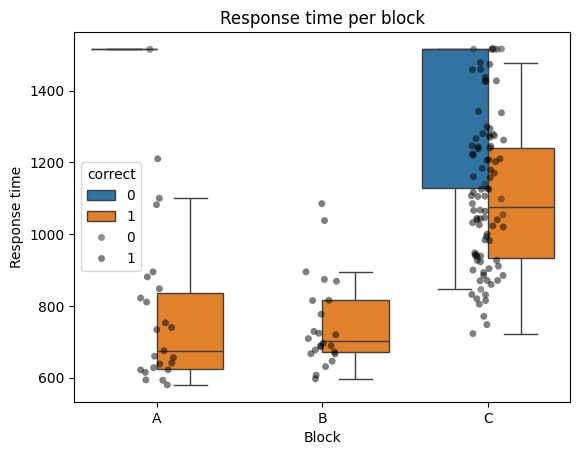 Response time per block
Response time
1400
1200
1000
800
600
correct
0
1
0
1
A
B
C
Block